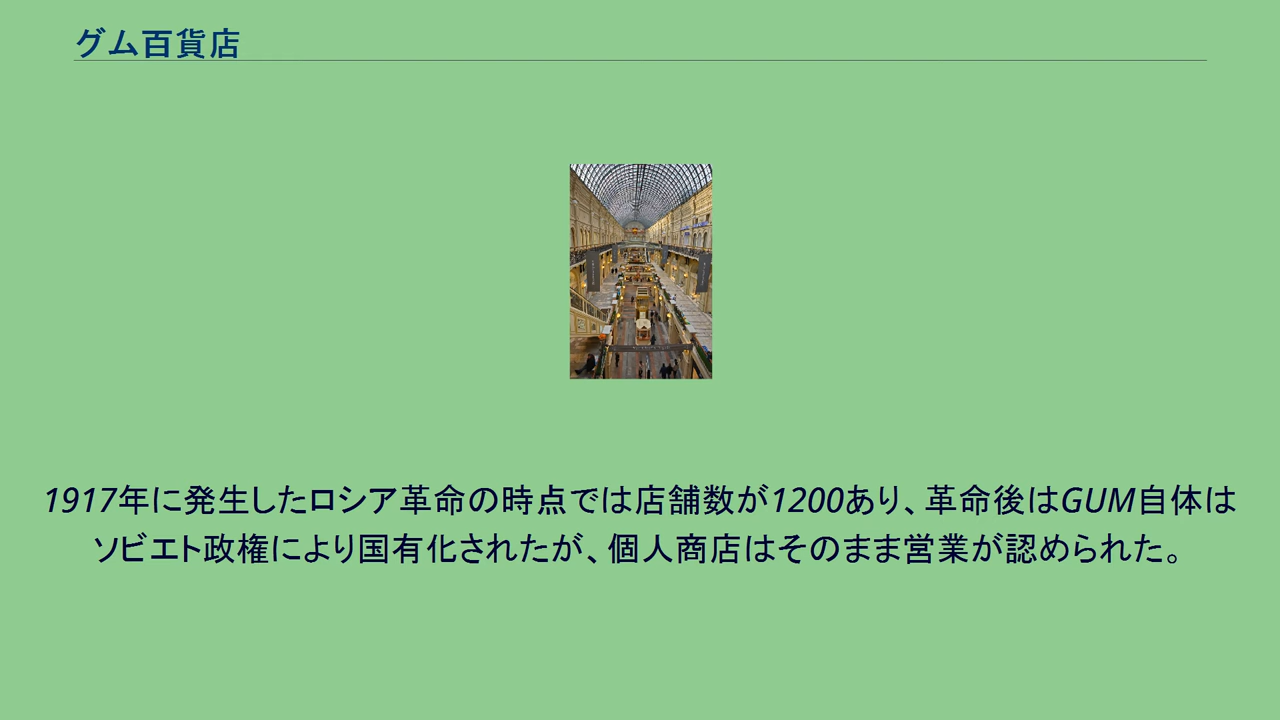 グム百貨店
1917年に発生したロシア革命の時点では店舗数が1200あり、革命後はGUM自体は
ソビエト政権により国有化されたが、個人商店はそのまま営業が認められた。